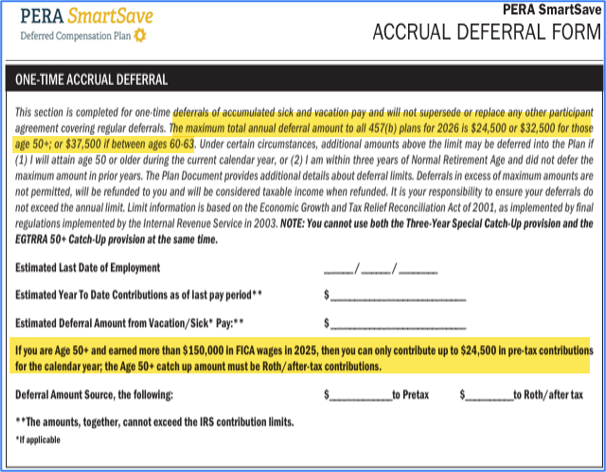 PERA SmartSave
Deferred Compensation Plan
PERA SmartSave
ACCRUAL DEFERRAL FORM
ONE-TIME ACCRUAL DEFERRAL
This section is completed for one-time deferrals of accumulated sick and vacation pay and will not supersede or replace any other participant
agreement covering regular deferrals. The maximum total annual deferral amount to all 457(b) plans for 2026 is $24,500 or $32,500 for those
age 50+; or $37,500 if between ages 60-63. Under certain circumstances, additional amounts above the limit may be deferred into the Plan if
(1) I will attain age 50 or older during the current calendar year, or (2) I am within three years of Normal Retirement Age and did not defer the
maximum amount in prior years. The Plan Document provides additional details about deferral limits. Deferrals in excess of maximum amounts are
not permitted, will be refunded to you and will be considered taxable income when refunded. It is your responsibility to ensure your deferrals do
not exceed the annual limit. Limit information is based on the Economic Growth and Tax Relief Reconciliation Act of 2001, as implemented by final
regulations implemented by the Internal Revenue Service in 2003. NOTE: You cannot use both the Three-Year Special Catch-Up provision and the
EGTRRA 50+ Catch-Up provision at the same time.
Estimated Last Date of Employment ____/____/______
Estimated Year To Date Contributions as of last pay period** $____________________
Estimated Deferral Amount from Vacation/Sick* Pay:** $____________________
If you are Age 50+ and earned more than $150,000 in FICA wages in 2025, then you can only contribute up to $24,500 in pre-tax contributions
for the calendar year; the Age 50+ catch up amount must be Roth/after-tax contributions.
Deferral Amount Source, the following: $__________to Pretax $________to Roth/after tax
**The amounts, together, cannot exceed the IRS contribution limits.
*If applicable